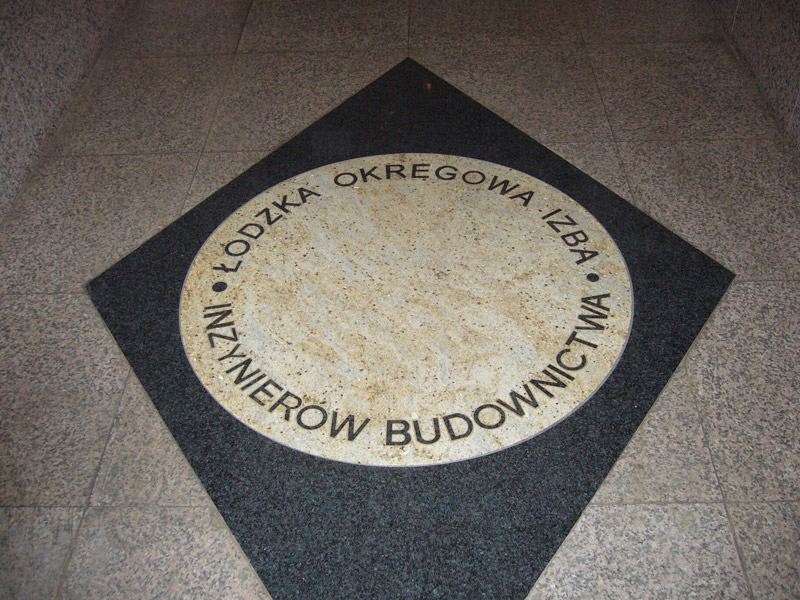 ŁÓDZKA OKRĘGOWA IZBA
• INŻYNIERÓW BUDOWNICTWA •